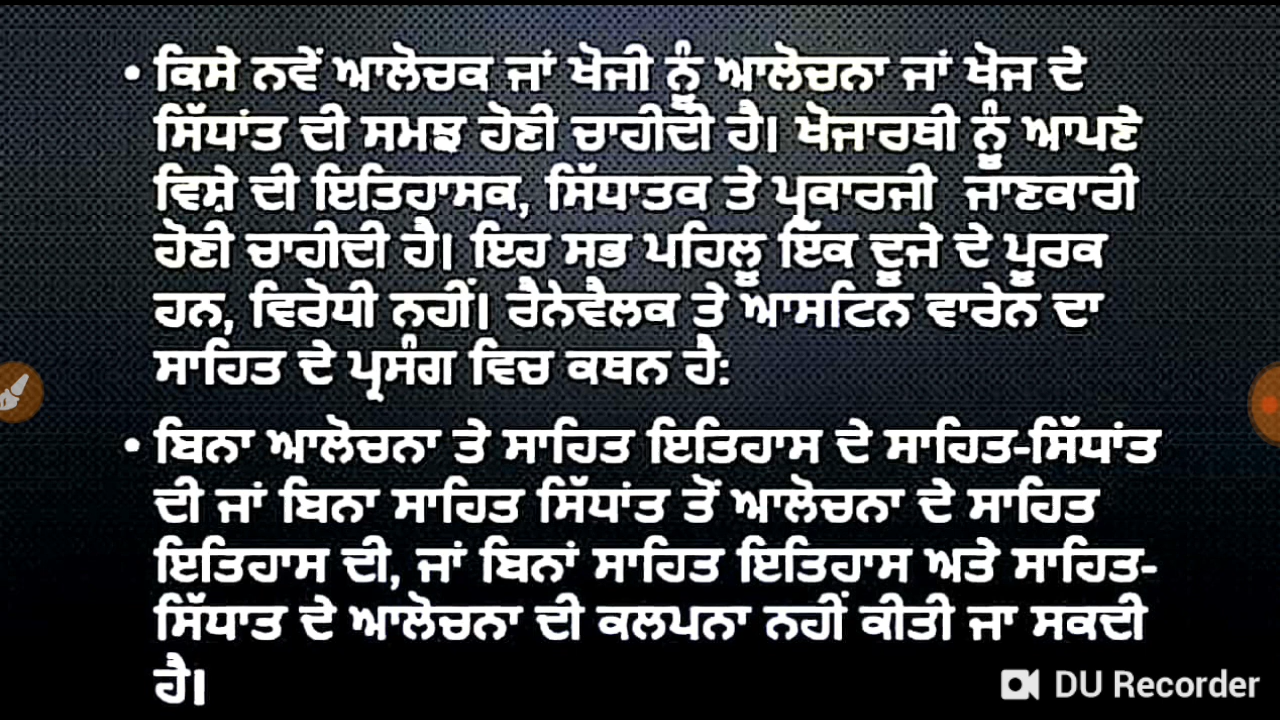 • ਕਿਸੇ ਨਵੇਂ ਆਲੋਚਕ ਜਾਂ ਖੋਜੀ ਨੂੰ ਆਲੋਚਨਾ ਜਾਂ ਖੋਜ ਦੇ
ਸਿੱਧਾਂਤ ਦੀ ਸਮਝ ਹੋਣੀ ਚਾਹੀਦੀ ਹੈ। ਖੋਜਾਰਥੀ ਨੂੰ ਆਪਣੇ
ਵਿਸ਼ੇ ਦੀ ਇਤਿਹਾਸਕ, ਸਿੱਧਾਤਕ ਤੇ ਪ੍ਰਕਾਰਜੀ ਜਾਣਕਾਰੀ
ਹੋਣੀ ਚਾਹੀਦੀ ਹੈ। ਇਹ ਸਭ ਪਹਿਲੂ ਇੱਕ ਦੂਜੇ ਦੇ ਪੂਰਕ
ਹਨ, ਵਿਰੋਧੀ ਨਹੀਂ। ਰੈਨੇਵੈਲਕ ਤੇ ਆਸਟਿਨ ਵਾਰੇਨ ਦਾ
ਸਾਹਿਤ ਦੇ ਪ੍ਰਸੰਗ ਵਿਚ ਕਥਨ ਹੈ:
• ਬਿਨਾ ਆਲੋਚਨਾ ਤੇ ਸਾਹਿਤ ਇਤਿਹਾਸ ਦੇ ਸਾਹਿਤ-ਸਿੱਧਾਂਤ
ਦੀ ਜਾਂ ਬਿਨਾ ਸਾਹਿਤ ਸਿੱਧਾਂਤ ਤੋਂ ਆਲੋਚਨਾ ਦੇ ਸਾਹਿਤ
ਇਤਿਹਾਸ ਦੀ, ਜਾਂ ਬਿਨਾਂ ਸਾਹਿਤ ਇਤਿਹਾਸ ਅਤੇ ਸਾਹਿਤ-
ਸਿੱਧਾਤ ਦੇ ਆਲੋਚਨਾ ਦੀ ਕਲਪਨਾ ਨਹੀਂ ਕੀਤੀ ਜਾ ਸਕਦੀ
ਹੈ।
DU Recorder